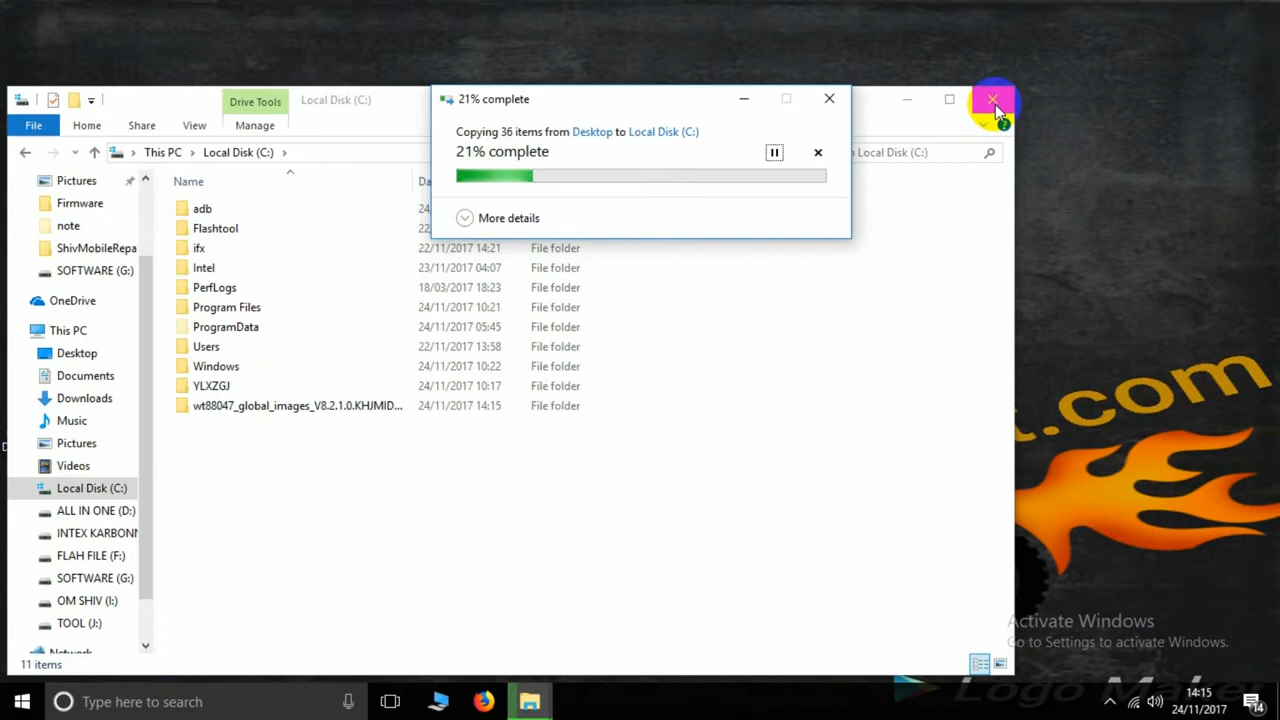 Drive Tools
Local Disk (C:)
File
Home
Share
View
Manage
21% complete
Copying 36 items from Desktop to Local Disk (C:)
21% complete
More details
This PC
Local Disk (C:)
Local Disk (C:)
Pictures
Firmware
note
ShivMobileRepa
SOFTWARE (G:)
OneDrive
This PC
Desktop
Documents
Downloads
Music
Pictures
Videos
Local Disk (C:)
ALL IN ONE (D:)
INTEX KARBONN
FLAH FILE (F:)
SOFTWARE (G:)
OM SHIV (I:)
TOOL (J:)
Network
Name
Da
adb 24
Flashtool 22
ifx 22/11/2017 14:21 File folder
Intel 23/11/2017 04:07 File folder
PerfLogs 18/03/2017 18:23 File folder
Program Files 24/11/2017 10:21 File folder
ProgramData 24/11/2017 05:45 File folder
Users 22/11/2017 13:58 File folder
Windows 24/11/2017 10:22 File folder
YLXZGJ 24/11/2017 10:17 File folder
wt88047_global_images_V8.2.1.0.KHJMID... 24/11/2017 14:15 File folder
11 items
t.com
Activate Windows
Go to Settings to activate Windows.
Logo Maker
Type here to search
14:15
24/11/2017
14